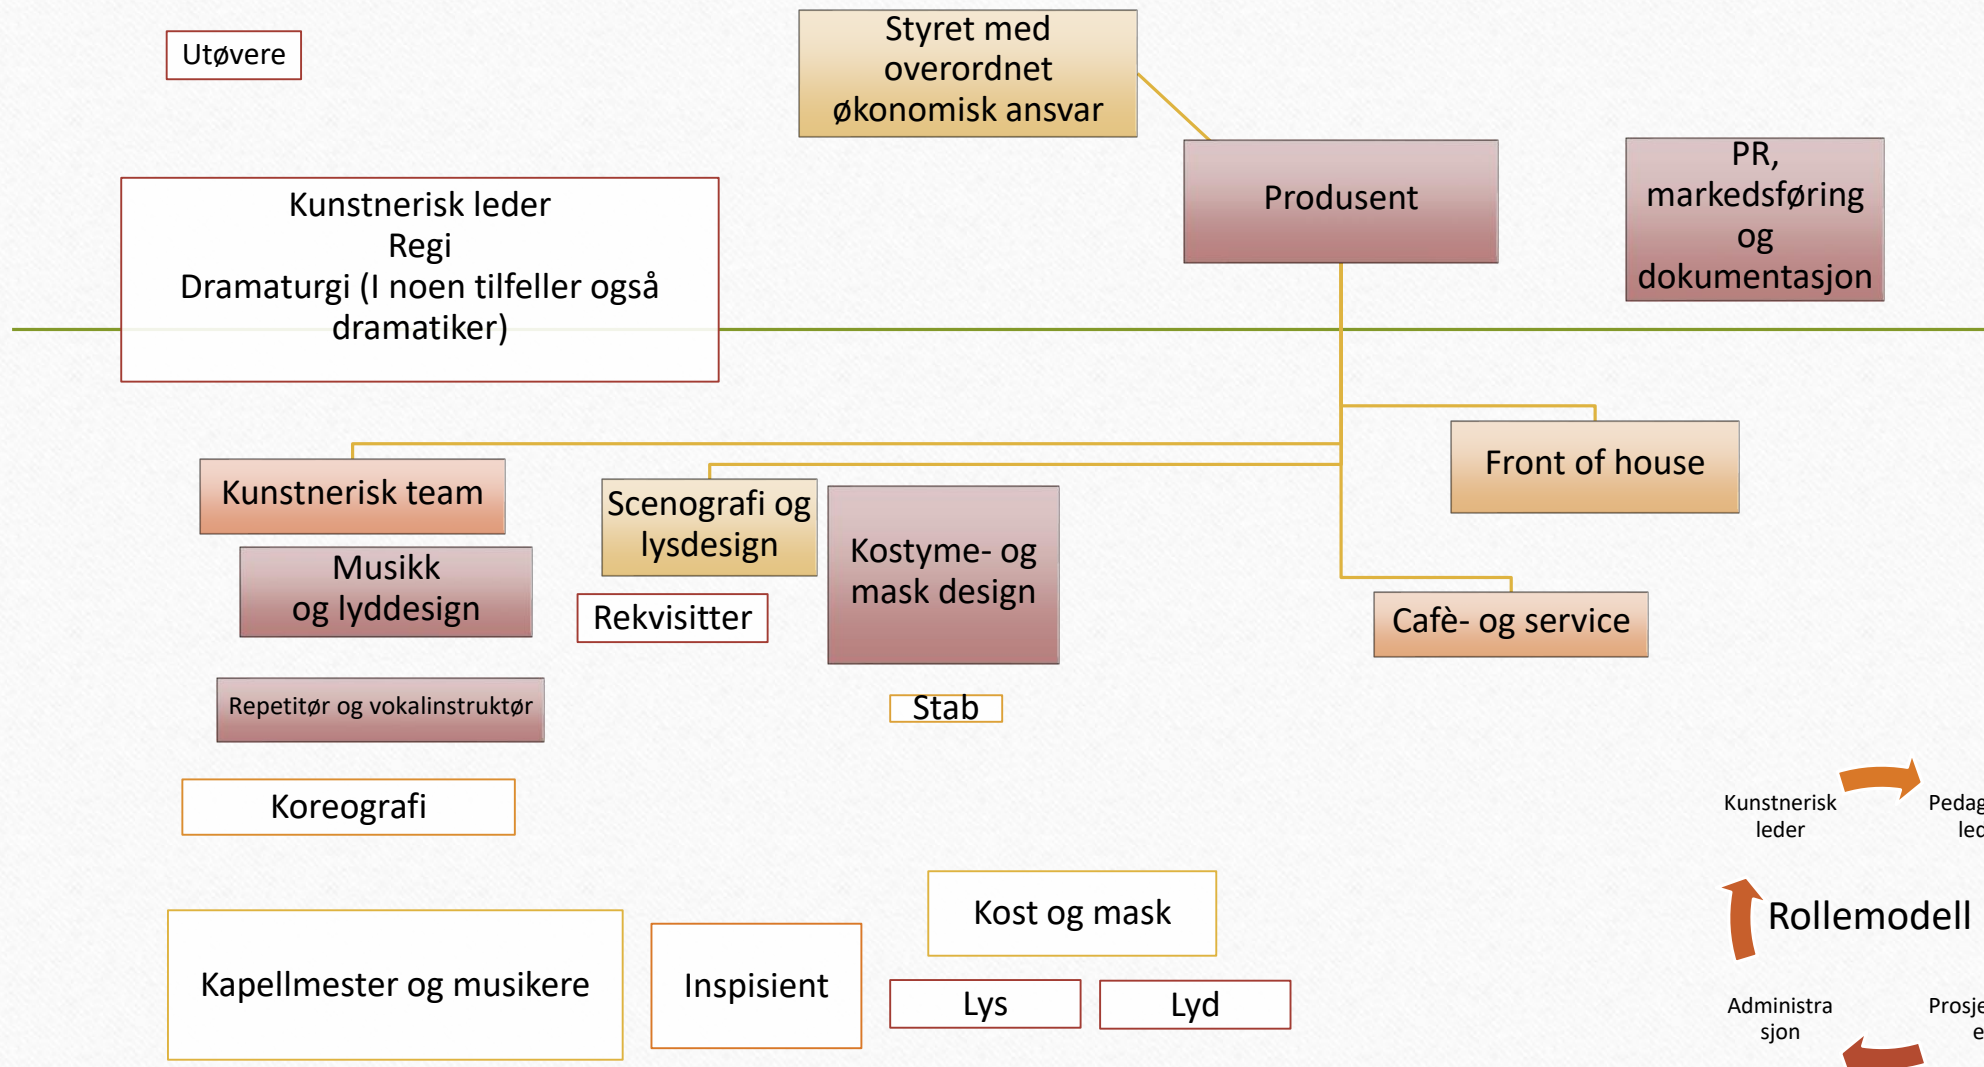 Utøvere
Styret med
overordnet
økonomisk ansvar
Produsent
PR,
markedsføring
og
dokumentasjon
Kunstnerisk leder
Regi
Dramaturgi (I noen tilfeller også
dramatiker)
Kunstnerisk team
Musikk
og lyddesign
Repetitør og vokalinstruktør
Koreografi
Scenografi og
lysdesign
Rekvisitter
Kostyme- og
mask design
Stab
Front of house
Cafè- og service
Kapellmester og musikere
Inspisient
Kost og mask
Lys
Lyd
Kunstnerisk
leder
Rollemodell
Administra
sjon